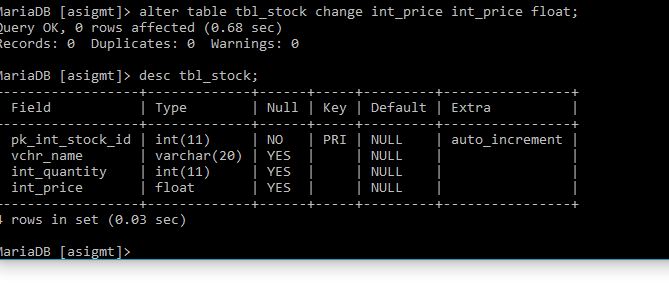 MariaDB [asigmt]> alter table tbl_stock change int_price int_price float;
Query OK, 0 rows affected (0.68 sec)
Records: 0  Duplicates: 0  Warnings: 0
MariaDB [asigmt]> desc tbl_stock;
+-----------------+-------------+------+-----+---------+----------------+
| Field           | Type        | Null | Key | Default | Extra          |
+-----------------+-------------+------+-----+---------+----------------+
| pk_int_stock_id | int(11)     | NO   | PRI | NULL    | auto_increment |
| vchr_name       | varchar(20) | YES  |     | NULL    |                |
| int_quantity    | int(11)     | YES  |     | NULL    |                |
| int_price       | float       | YES  |     | NULL    |                |
+-----------------+-------------+------+-----+---------+----------------+
4 rows in set (0.03 sec)
MariaDB [asigmt]>